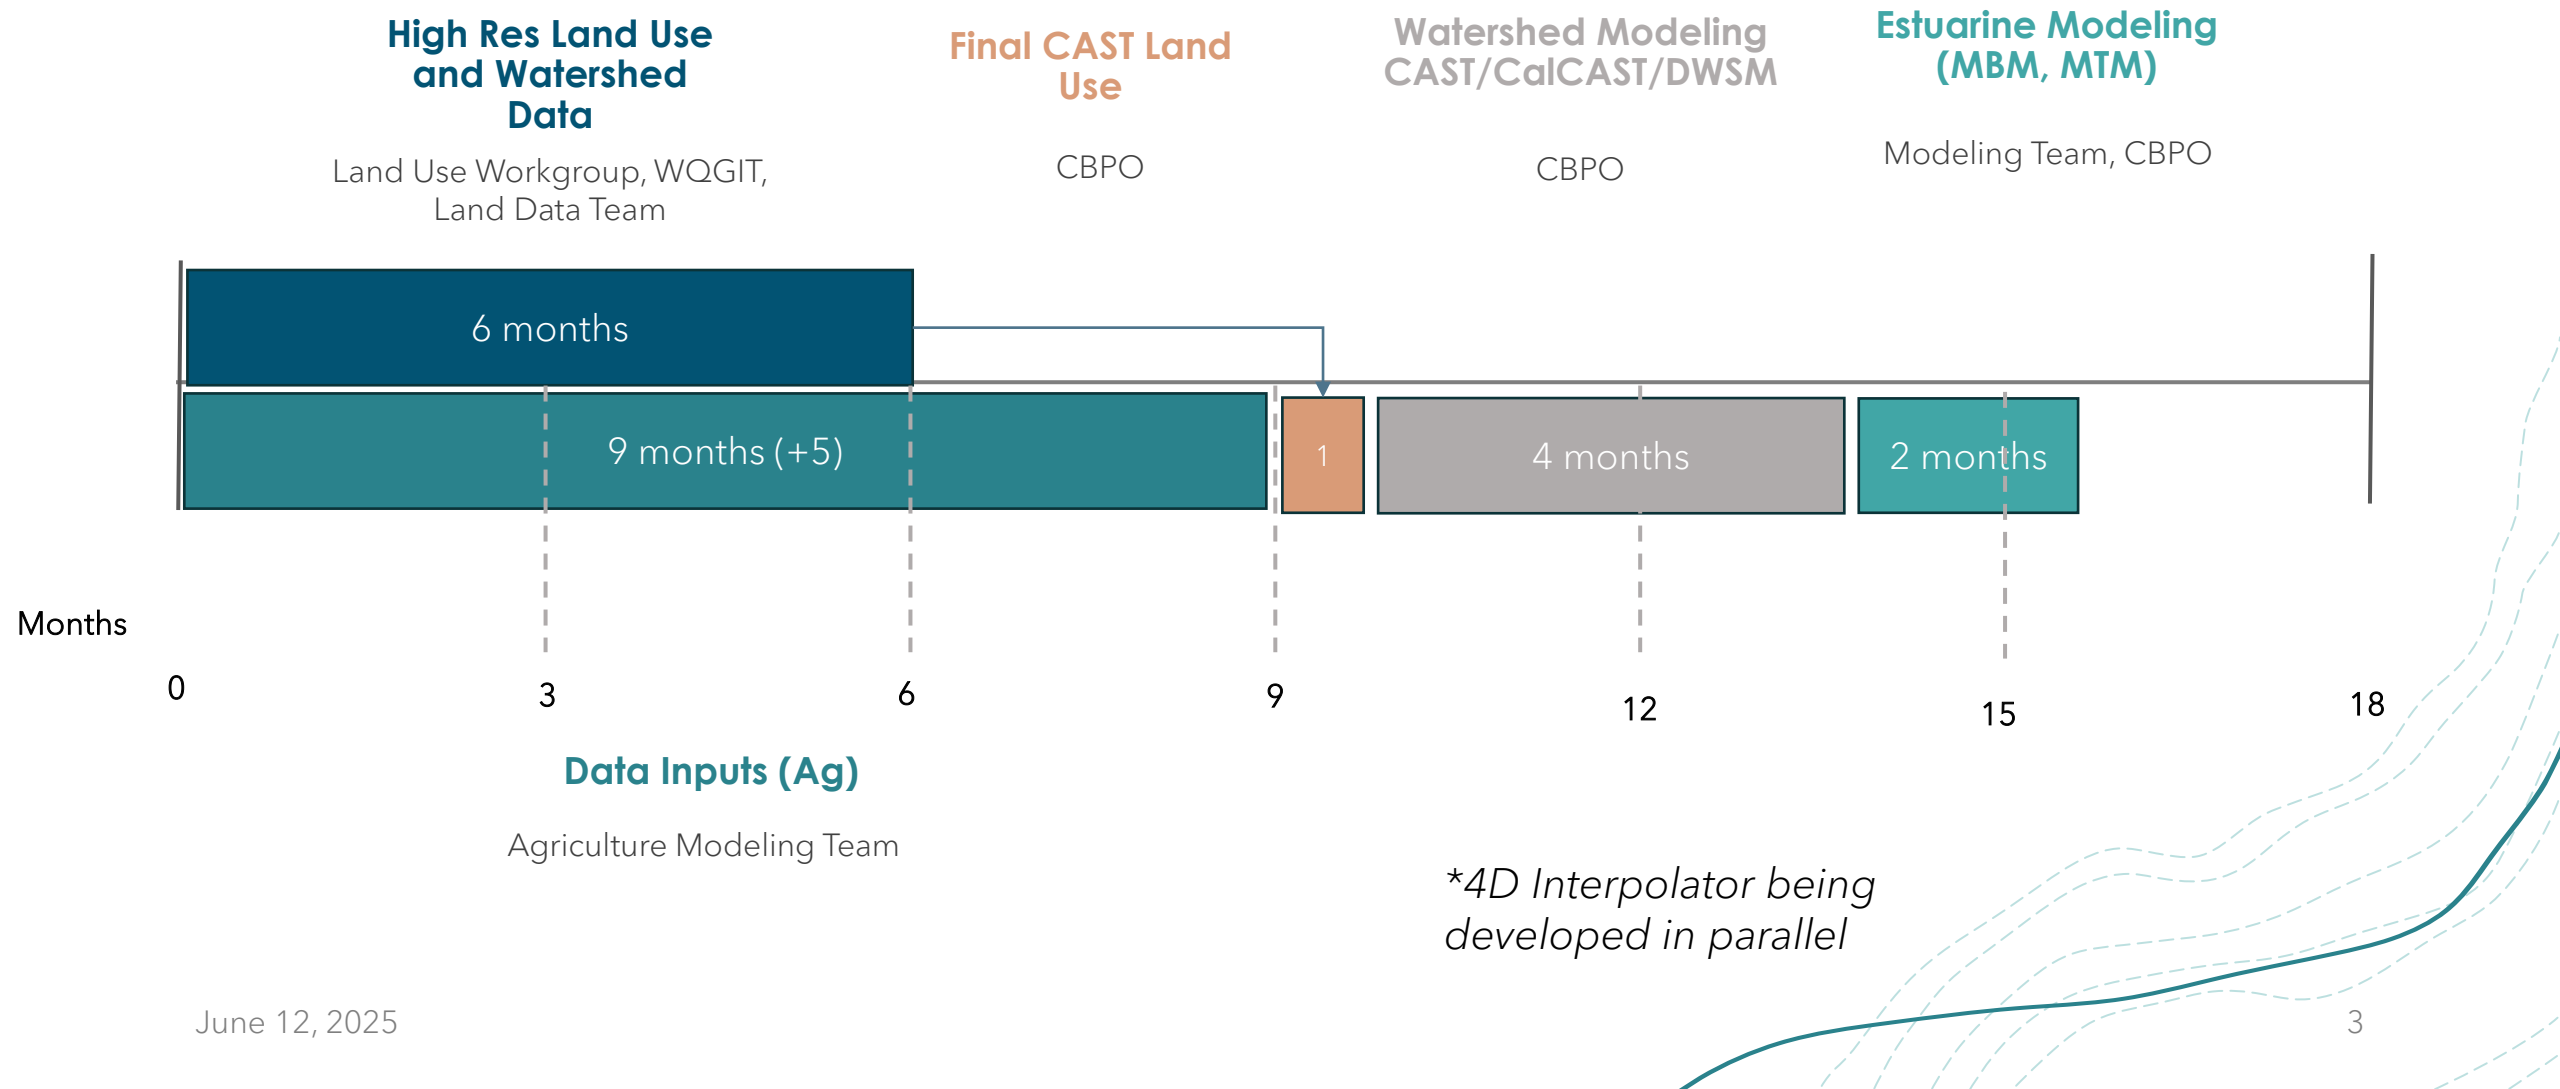 High Res Land Use
and Watershed
Data
Land Use Workgroup, WQGIT,
Land Data Team
Final CAST Land
Use
CBPO
Watershed Modeling
CAST/CalCAST/DWSM
CBPO
Estuarine Modeling
(MBM, MTM)
Modeling Team, CBPO
6 months
9 months (+5)
1
4 months
2 months
Months
0
3
6
9
12
15
18
Data Inputs (Ag)
Agriculture Modeling Team
*4D Interpolator being
developed in parallel
June 12, 2025
3